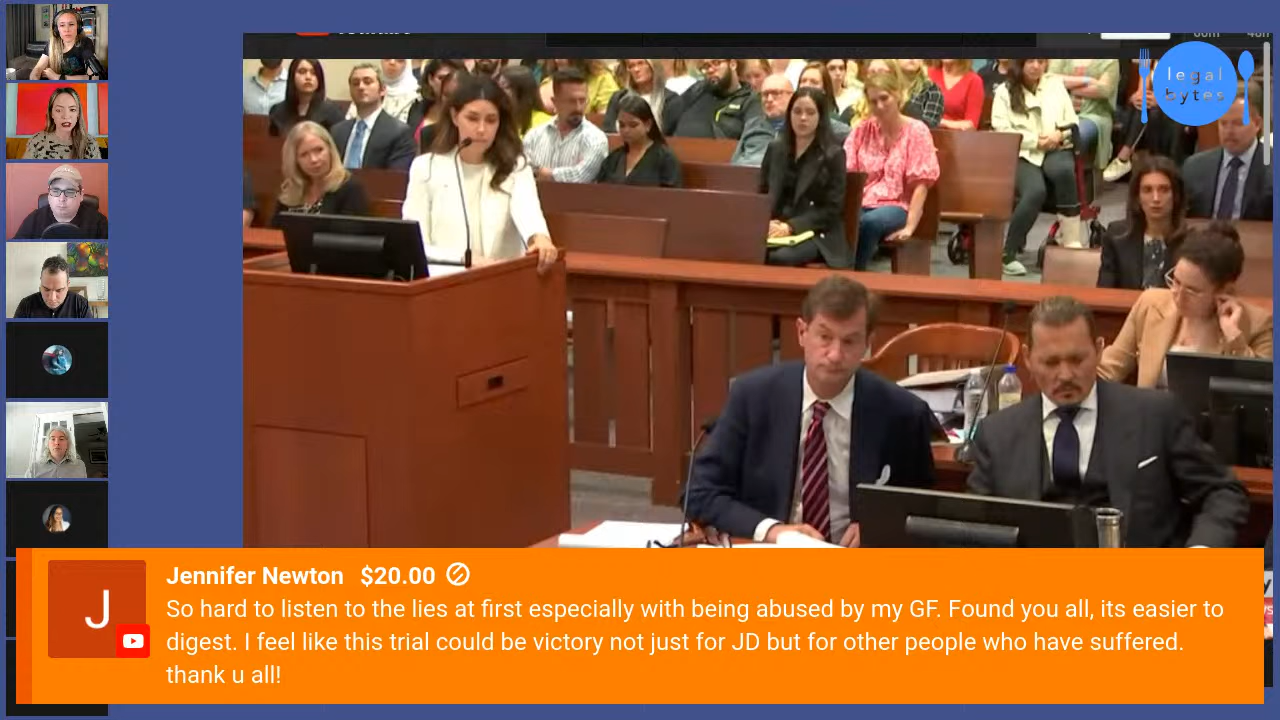 legal
bytes
Jennifer Newton $20.00
So hard to listen to the lies at first especially with being abused by my GF. Found you all, its easier to
digest. I feel like this trial could be victory not just for JD but for other people who have suffered.
thank u all!
J